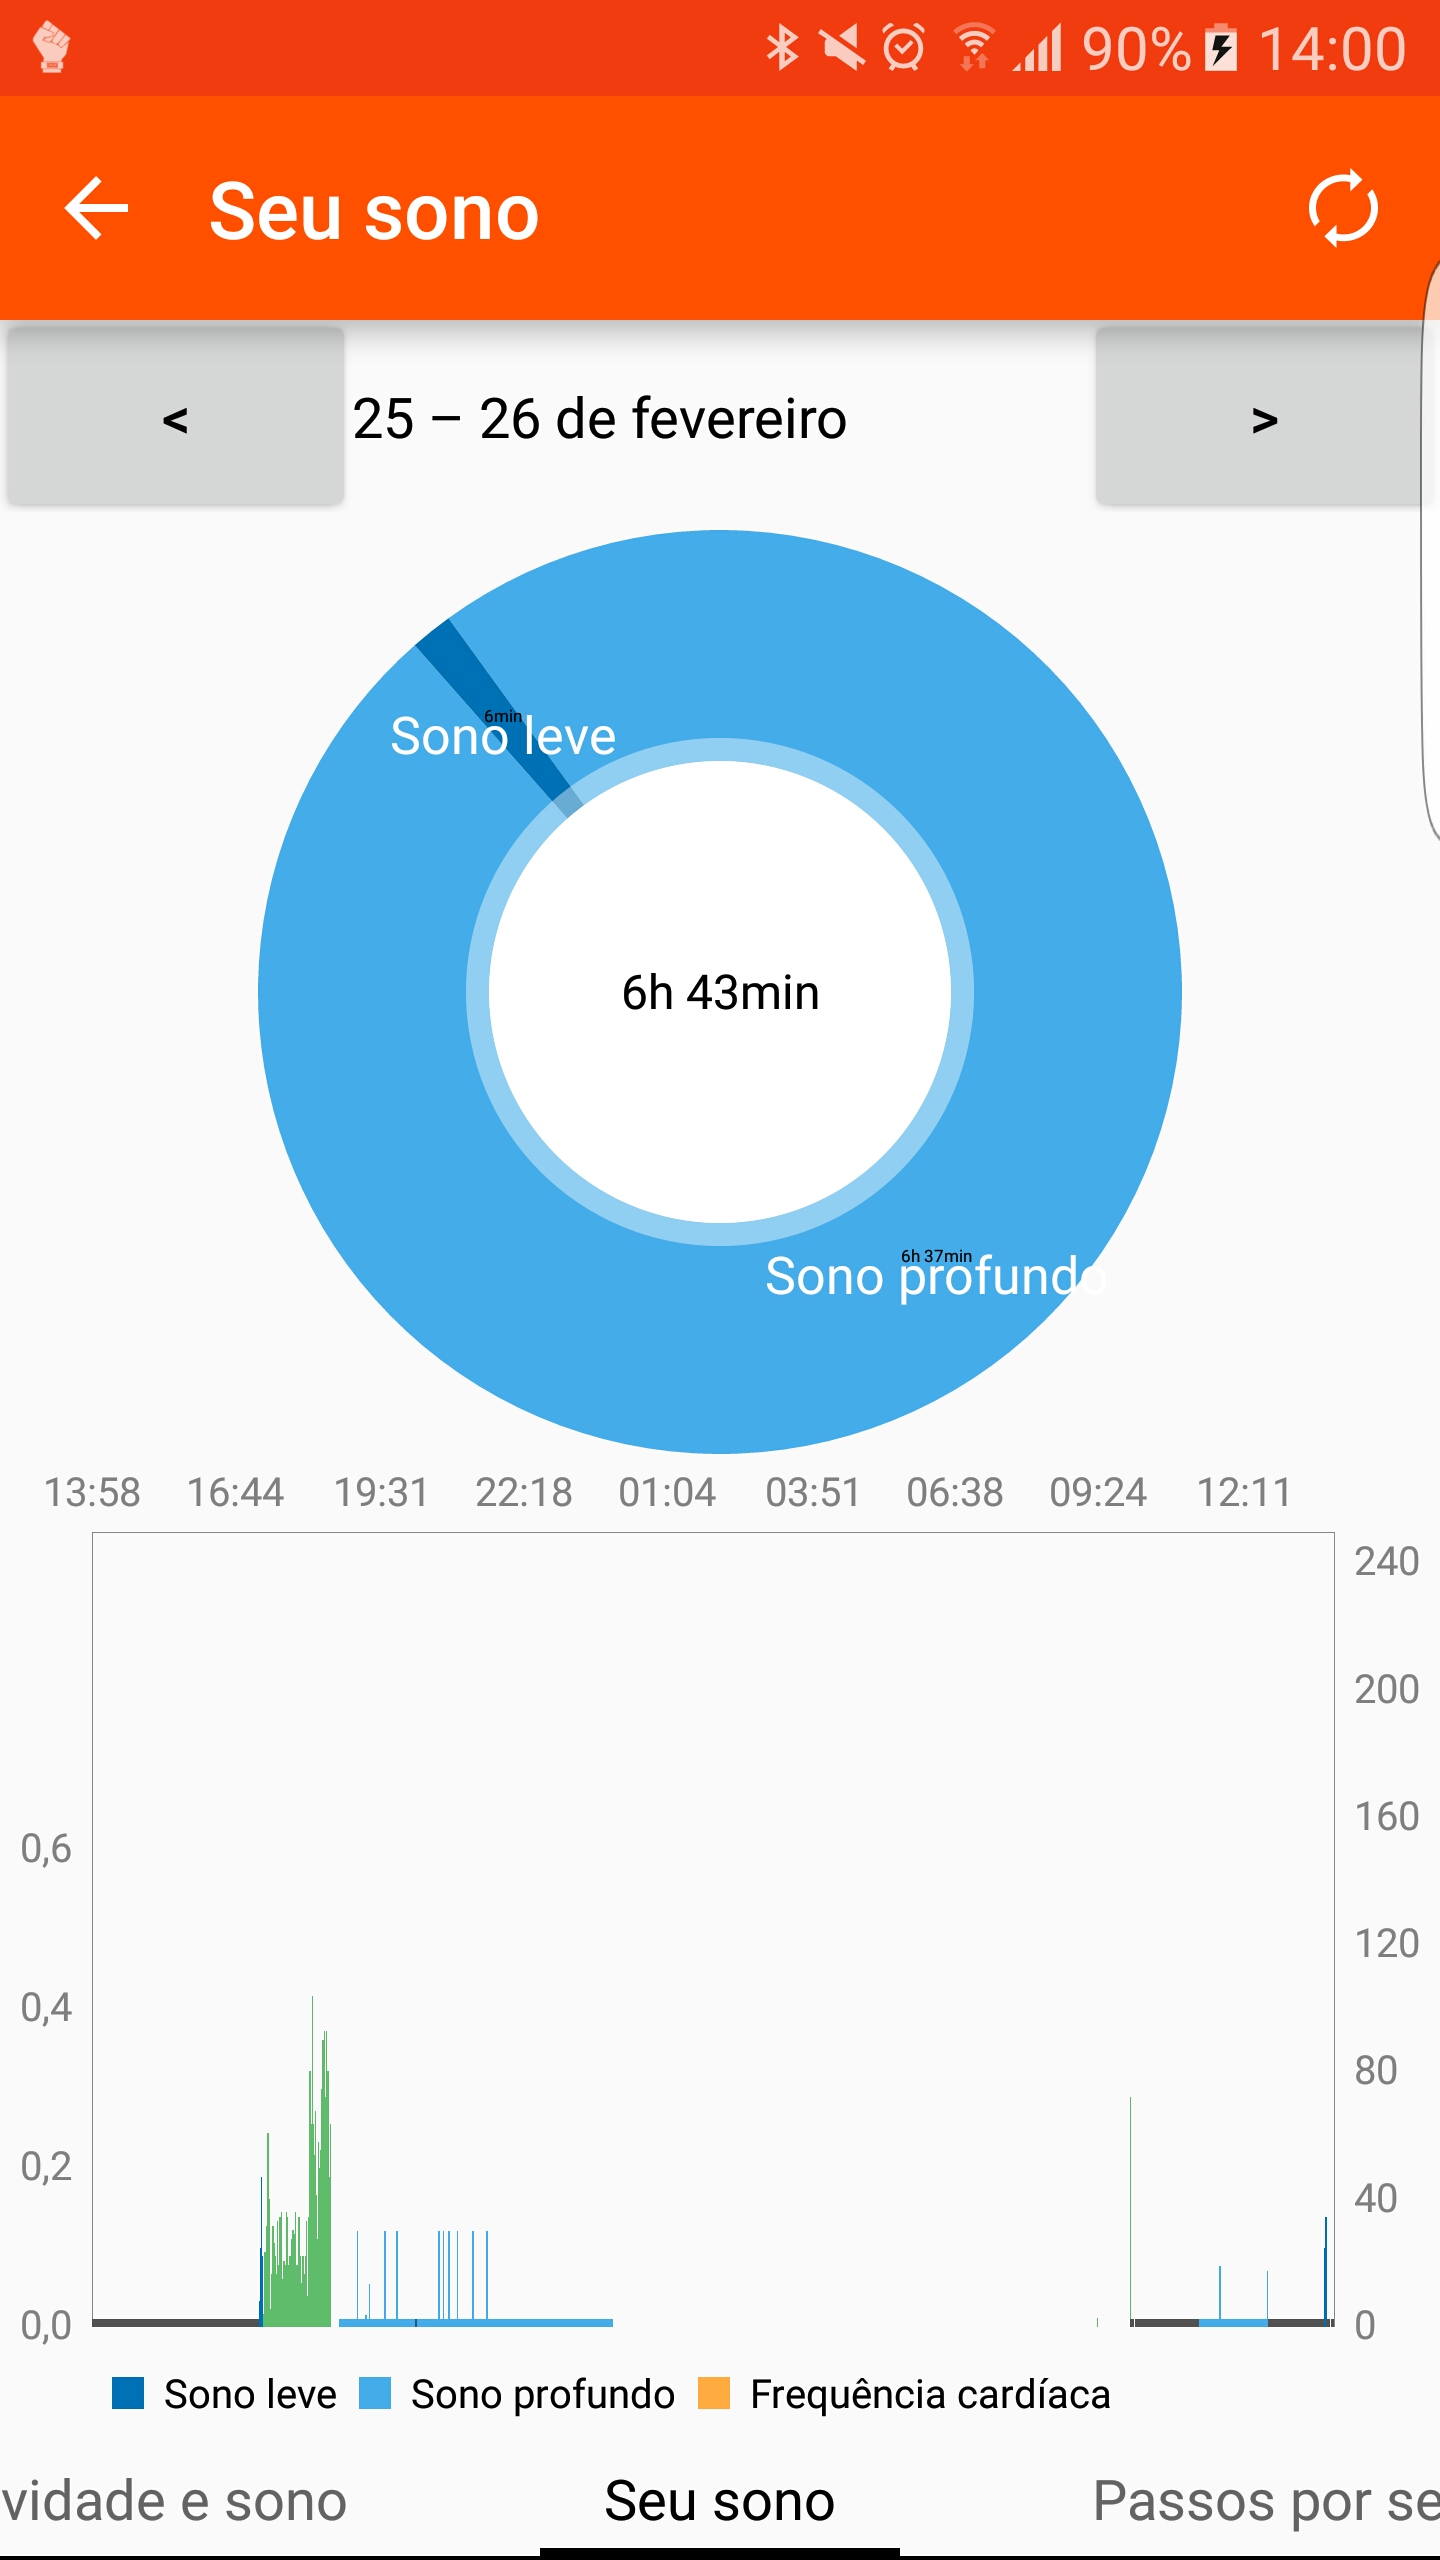 90% 14:00
Seu sono
< 25 – 26 de fevereiro >
6min
Sono leve
6h 43min
6h 37min
Sono profundo
13:58 16:44 19:31 22:18 01:04 03:51 06:38 09:24 12:11
240
200
160
0,6
120
0,4
80
0,2
40
0,0 0
Sono leve Sono profundo Frequência cardíaca
vidade e sono Seu sono Passos por se